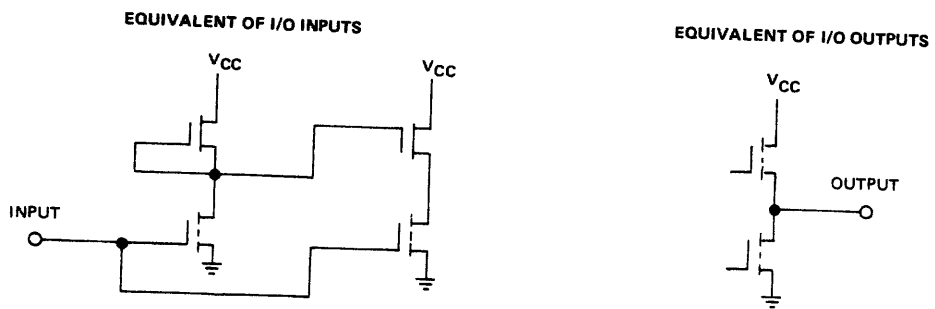 EQUIVALENT OF I/O INPUTS
EQUIVALENT OF I/O OUTPUTS
VCC
VCC
VCC
INPUT
OUTPUT